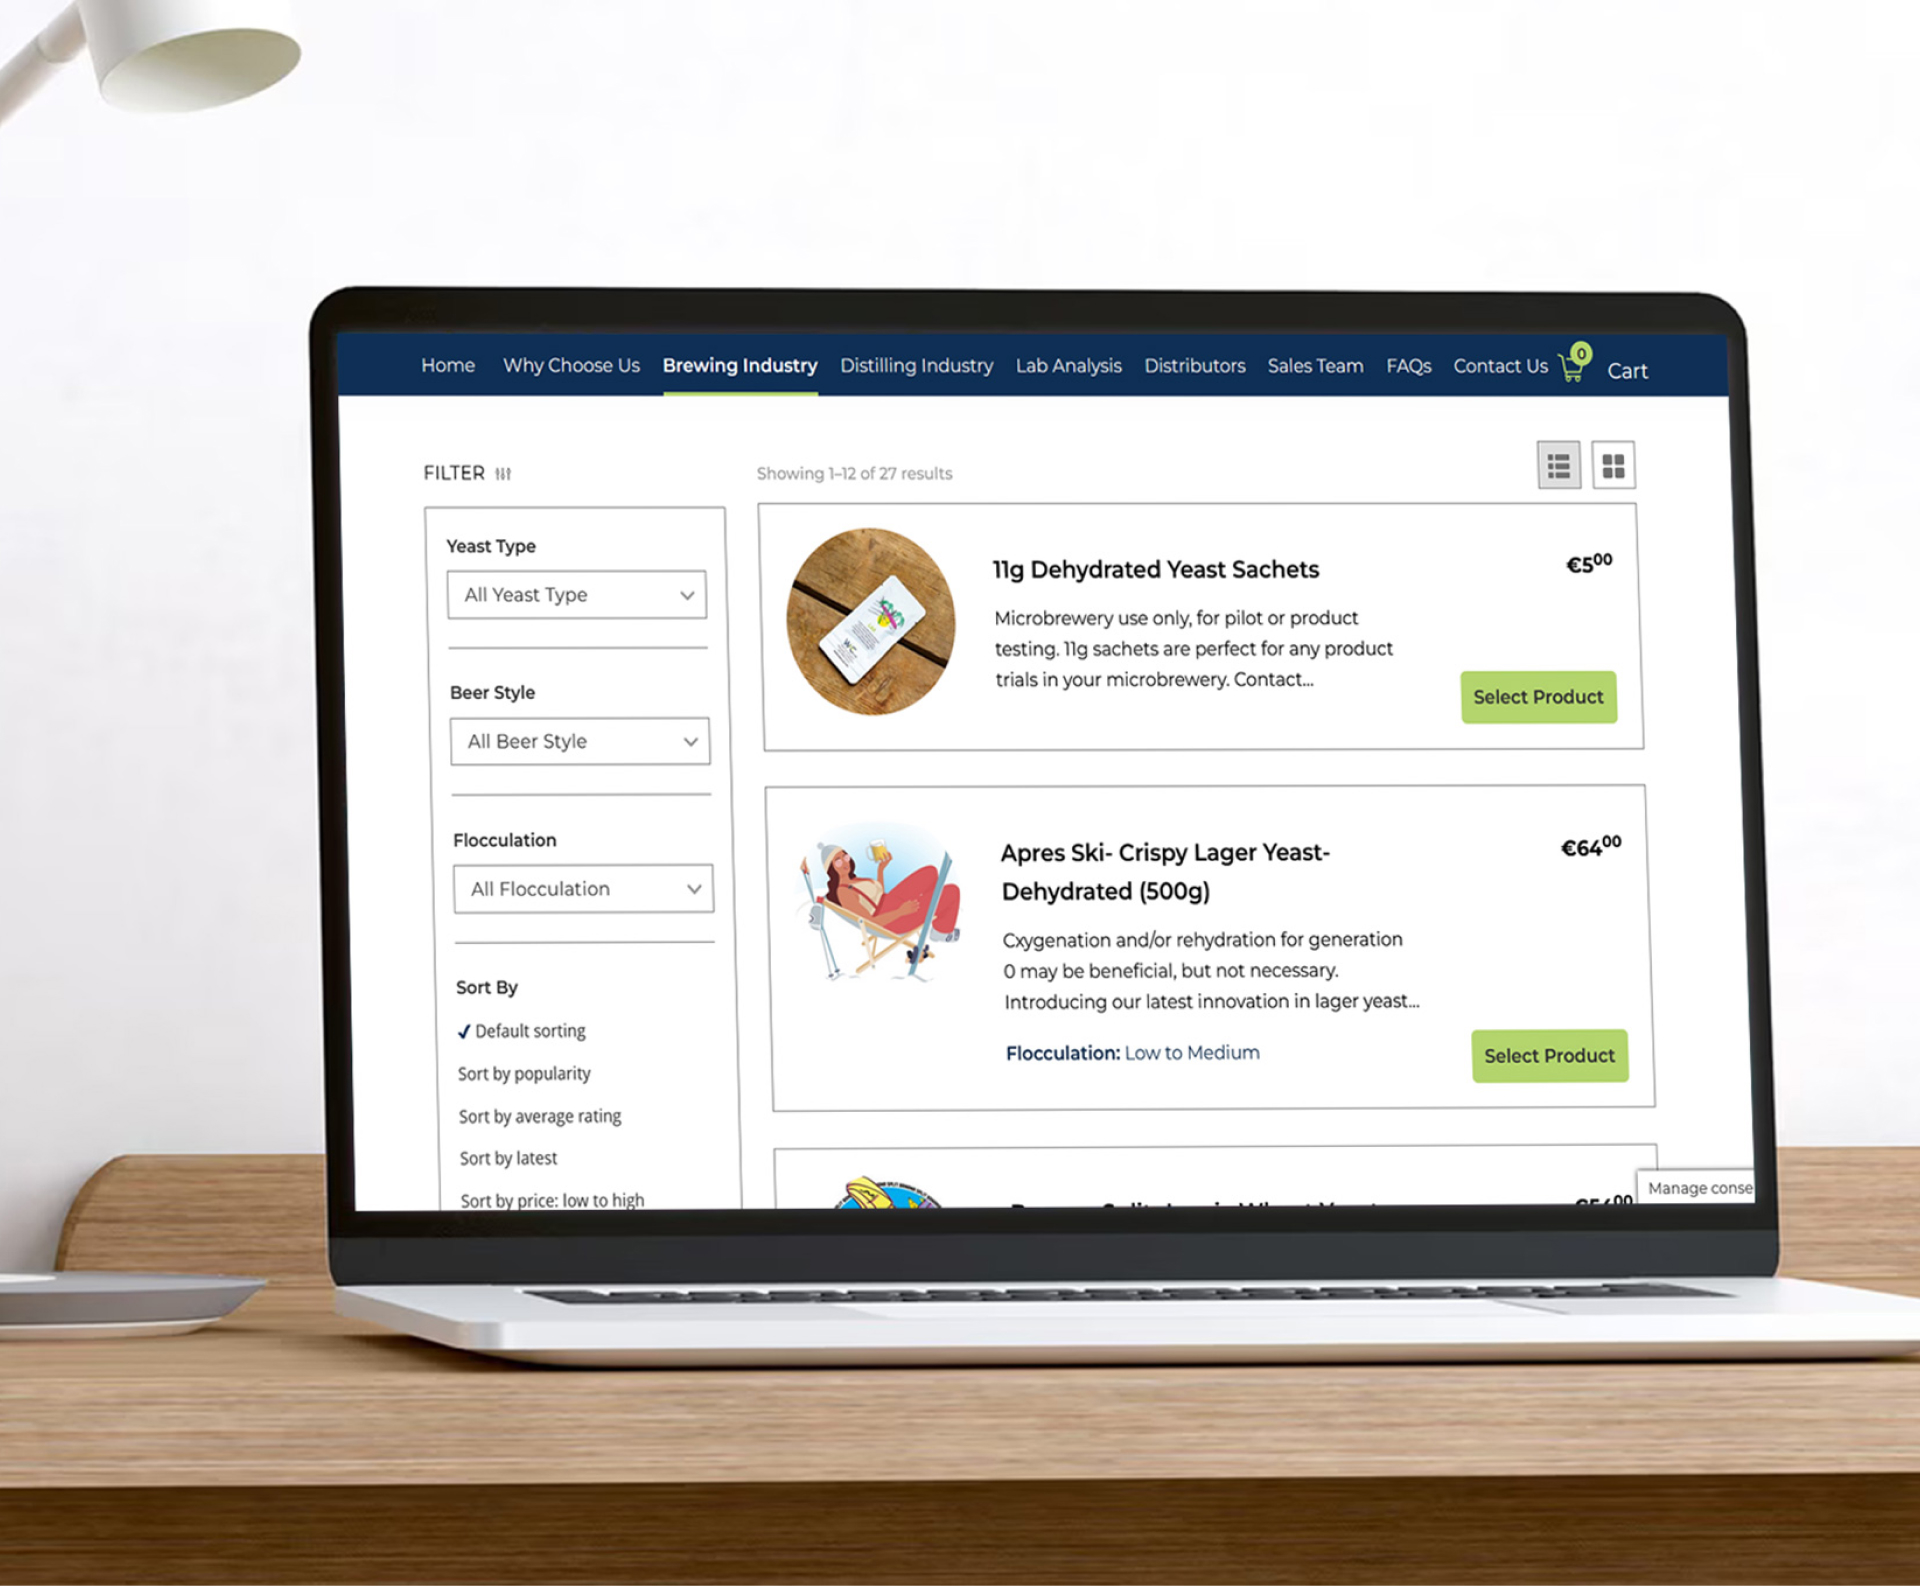 Home Why Choose Us Brewing Industry Distilling Industry Lab Analysis Distributors Sales Team FAQs Contact Us 0 Cart
FILTER
Showing 1–12 of 27 results
Yeast Type
All Yeast Type
Beer Style
All Beer Style
Flocculation
All Flocculation
Sort By
✓ Default sorting
Sort by popularity
Sort by average rating
Sort by latest
Sort by price: low to high
11g Dehydrated Yeast Sachets
€5⁰⁰
Microbrewery use only, for pilot or product
testing. 11g sachets are perfect for any product
trials in your microbrewery. Contact...
Select Product
Apres Ski- Crispy Lager Yeast-
Dehydrated (500g)
€64⁰⁰
Cxygenation and/or rehydration for generation
0 may be beneficial, but not necessary.
Introducing our latest innovation in lager yeast...
Flocculation: Low to Medium
Select Product
Manage conse